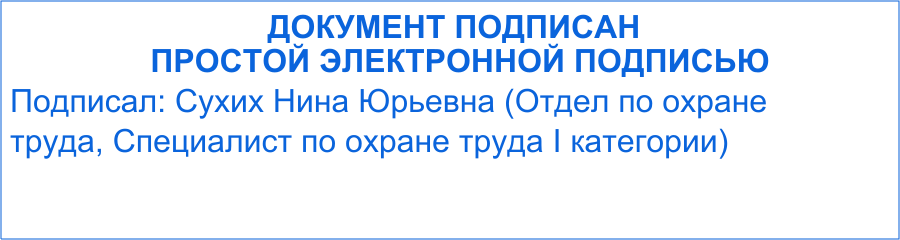 ДОКУМЕНТ ПОДПИСАН
ПРОСТОЙ ЭЛЕКТРОННОЙ ПОДПИСЬЮ
Подписал: Сухих Нина Юрьевна (Отдел по охране
труда, Специалист по охране труда I категории)